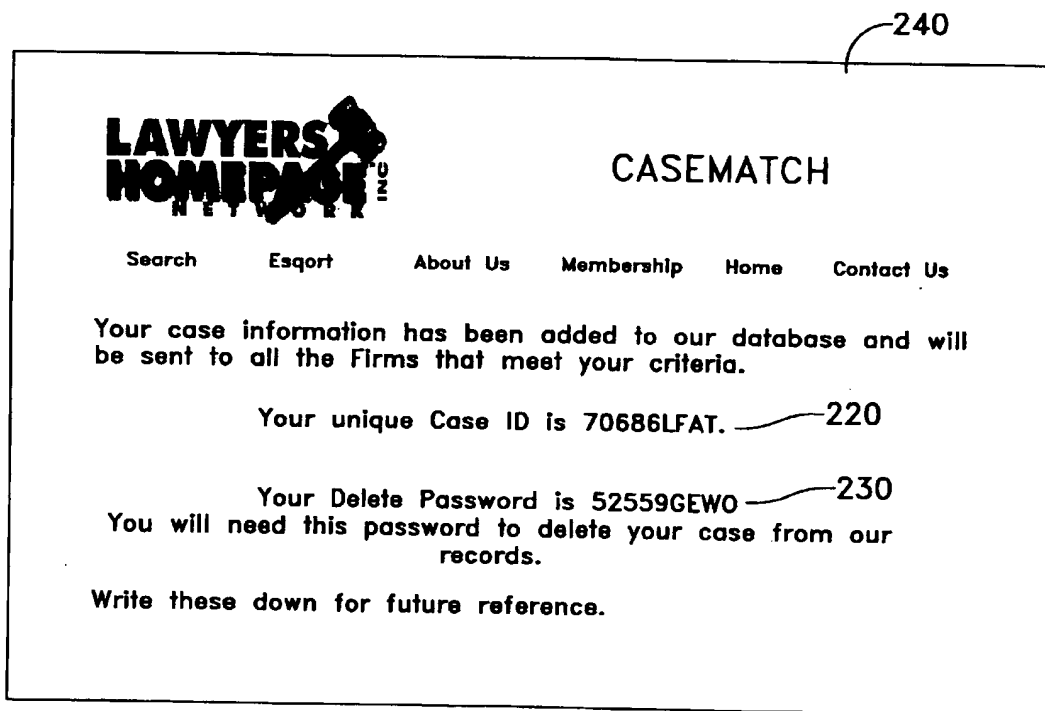 240
LAWYERS
HOMEPAGE INC
NETWORK
CASEMATCH
Search Esqort About Us Membership Home Contact Us
Your case information has been added to our database and will
be sent to all the Firms that meet your criteria.
Your unique Case ID is 70686LFAT. 220
Your Delete Password is 52559GEWO 230
You will need this password to delete your case from our
records.
Write these down for future reference.